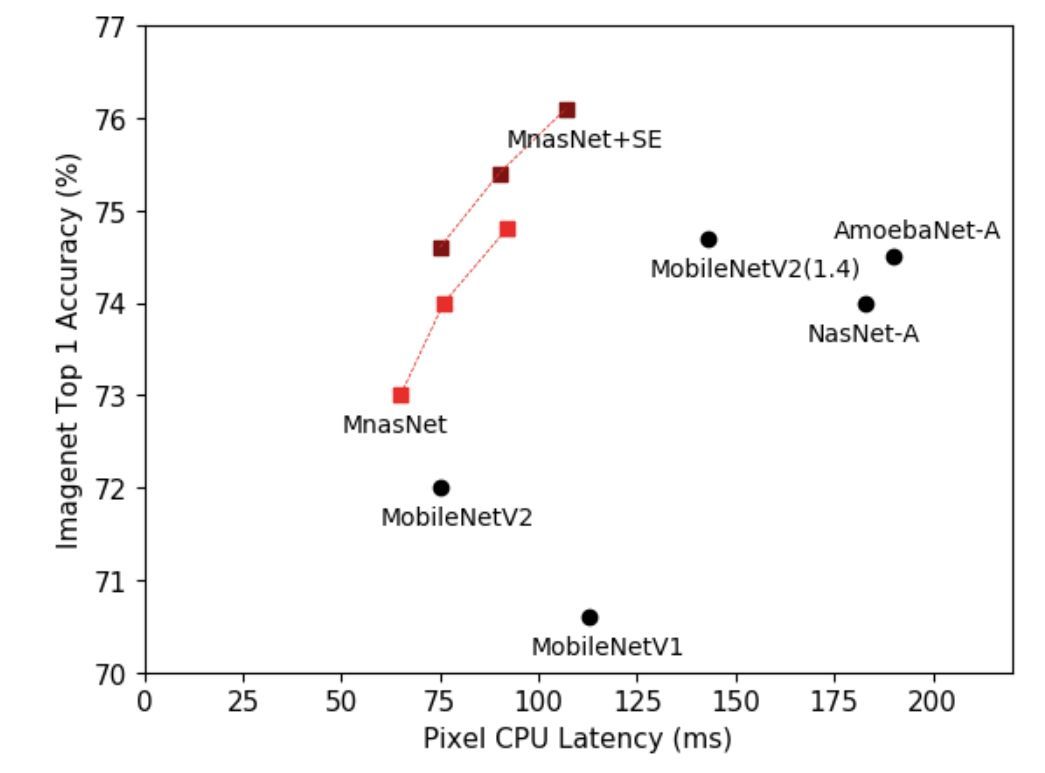 77
76
75
74
73
72
71
70
Imagenet Top 1 Accuracy (%)
MnasNet+SE
AmoebaNet-A
MobileNetV2(1.4)
NasNet-A
MnasNet
MobileNetV2
MobileNetV1
0 25 50 75 100 125 150 175 200
Pixel CPU Latency (ms)